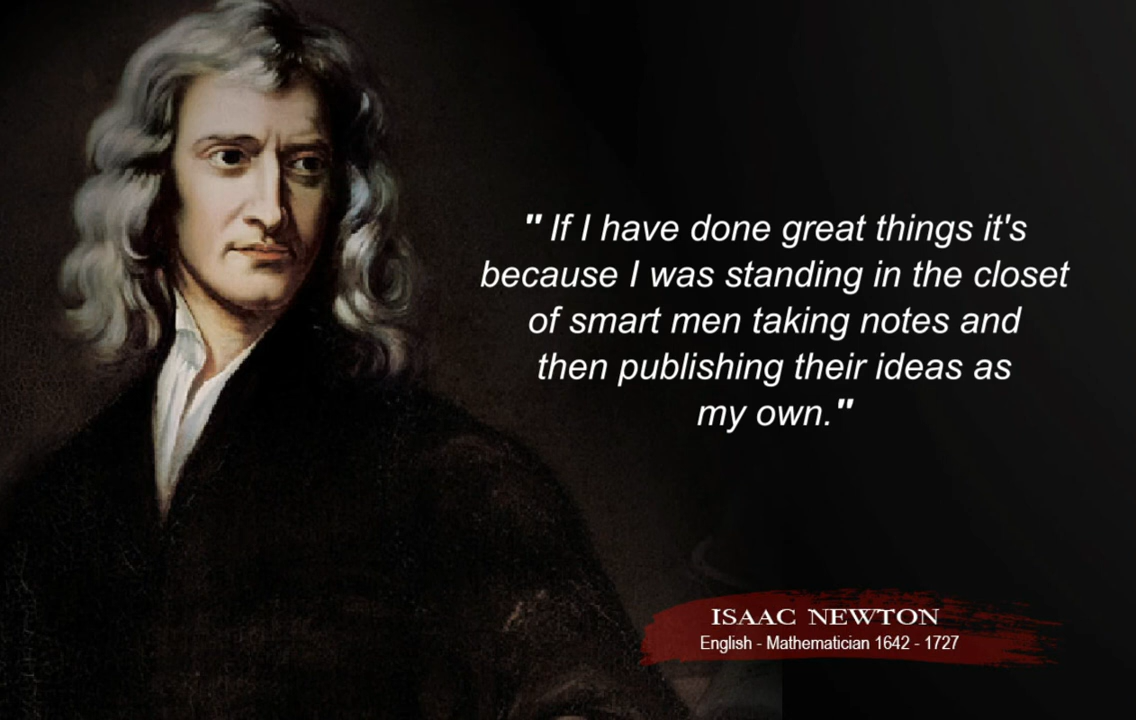 " If I have done great things it's
because I was standing in the closet
of smart men taking notes and
then publishing their ideas as
my own."
ISAAC NEWTON
English - Mathematician 1642 - 1727